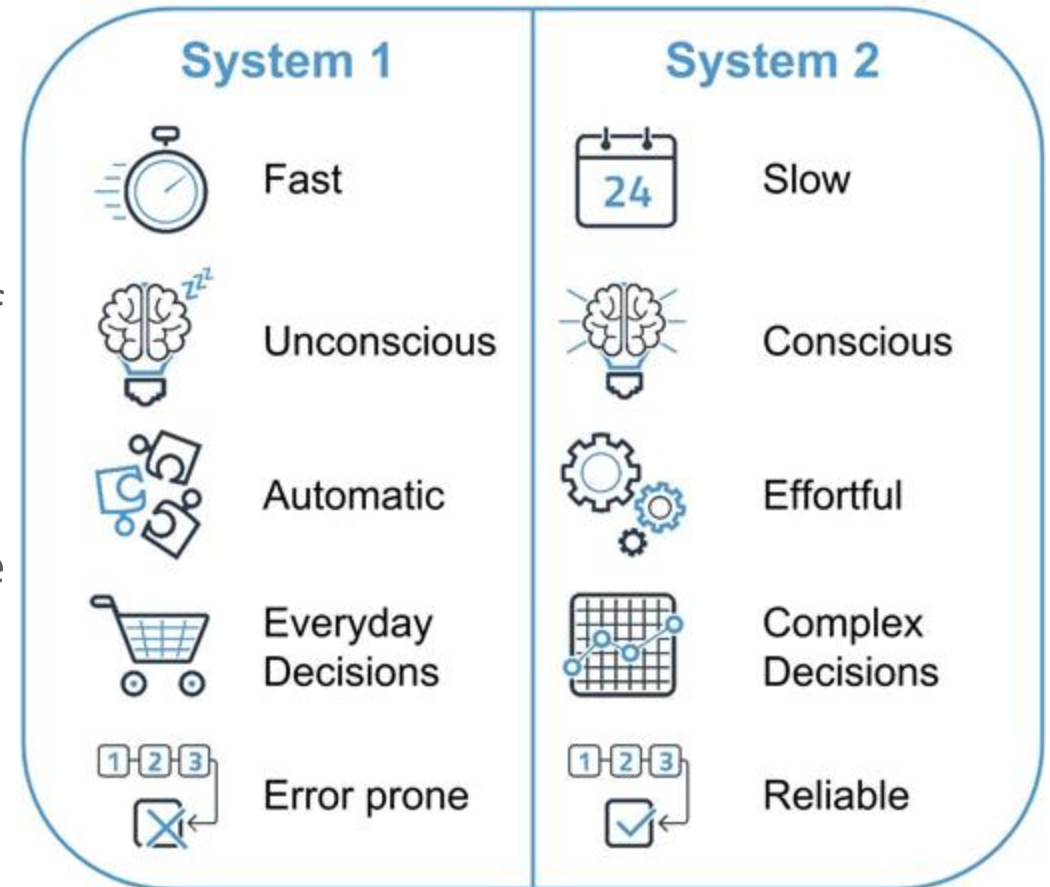 System 1
System 2
Fast
24
Slow
zzz
Unconscious
Conscious
Automatic
Effortful
Everyday
Decisions
Complex
Decisions
1 2 3
Error prone
1 2 3
Reliable